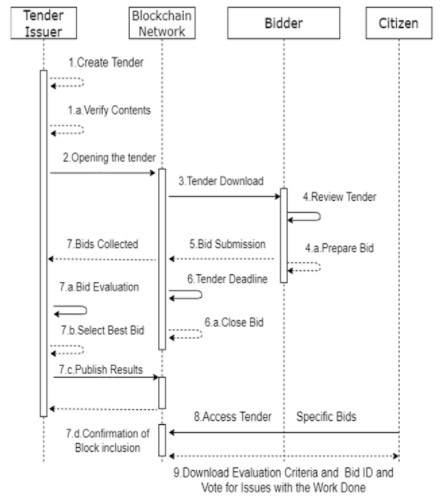 Tender
Issuer
Blockchain
Network
Bidder
Citizen
1.Create Tender
1.a.Verify Contents
2.Opening the tender
3.Tender Download
4.Review Tender
7.Bids Collected
5.Bid Submission
4.a.Prepare Bid
6.Tender Deadline
7.a.Bid Evaluation
6.a.Close Bid
7.b.Select Best Bid
7.c.Publish Results
8.Access Tender Specific Bids
7.d.Confirmation of
Block inclusion
9.Download Evaluation Criteria and Bid ID and
Vote for Issues with the Work Done